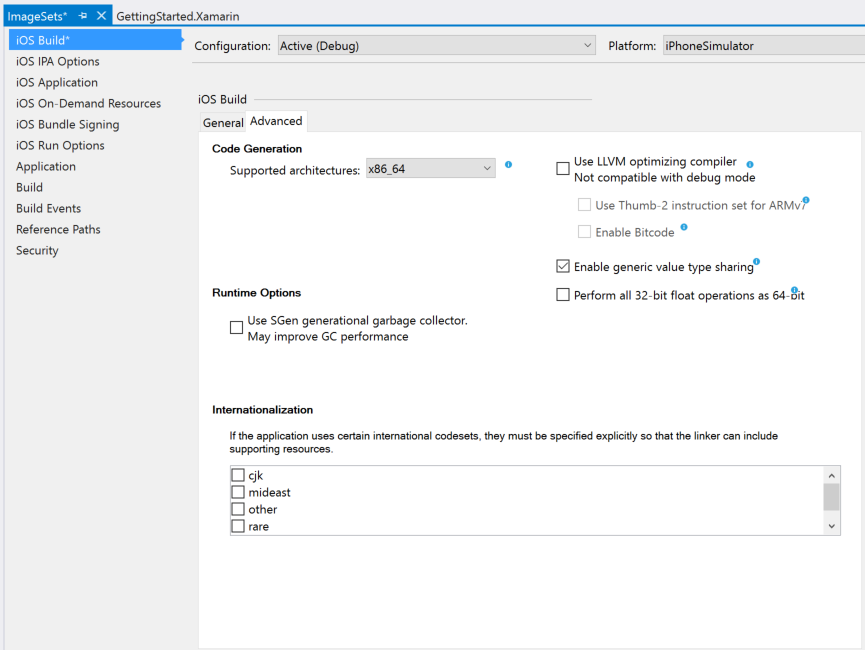 ImageSets*
GettingStarted.Xamarin
iOS Build*
iOS IPA Options
iOS Application
iOS On-Demand Resources
iOS Bundle Signing
iOS Run Options
Application
Build
Build Events
Reference Paths
Security
Configuration: Active (Debug)
Platform: iPhoneSimulator
iOS Build
General Advanced
Code Generation
Supported architectures: x86_64
Use LLVM optimizing compiler
Not compatible with debug mode
Use Thumb-2 instruction set for ARMv7
Enable Bitcode
Enable generic value type sharing
Perform all 32-bit float operations as 64-bit
Runtime Options
Use SGen generational garbage collector.
May improve GC performance
Internationalization
If the application uses certain international codesets, they must be specified explicitly so that the linker can include
supporting resources.
cjk
mideast
other
rare